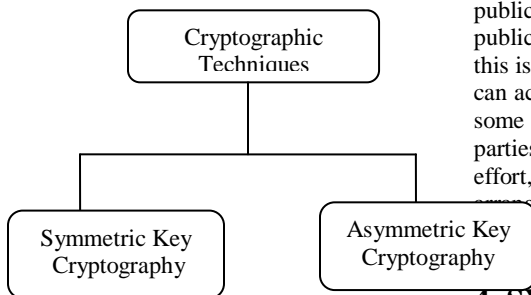 Cryptographic
Techniques
Symmetric Key
Cryptography
Asymmetric Key
Cryptography
public
public
this is
can ac
some
parties
effort,